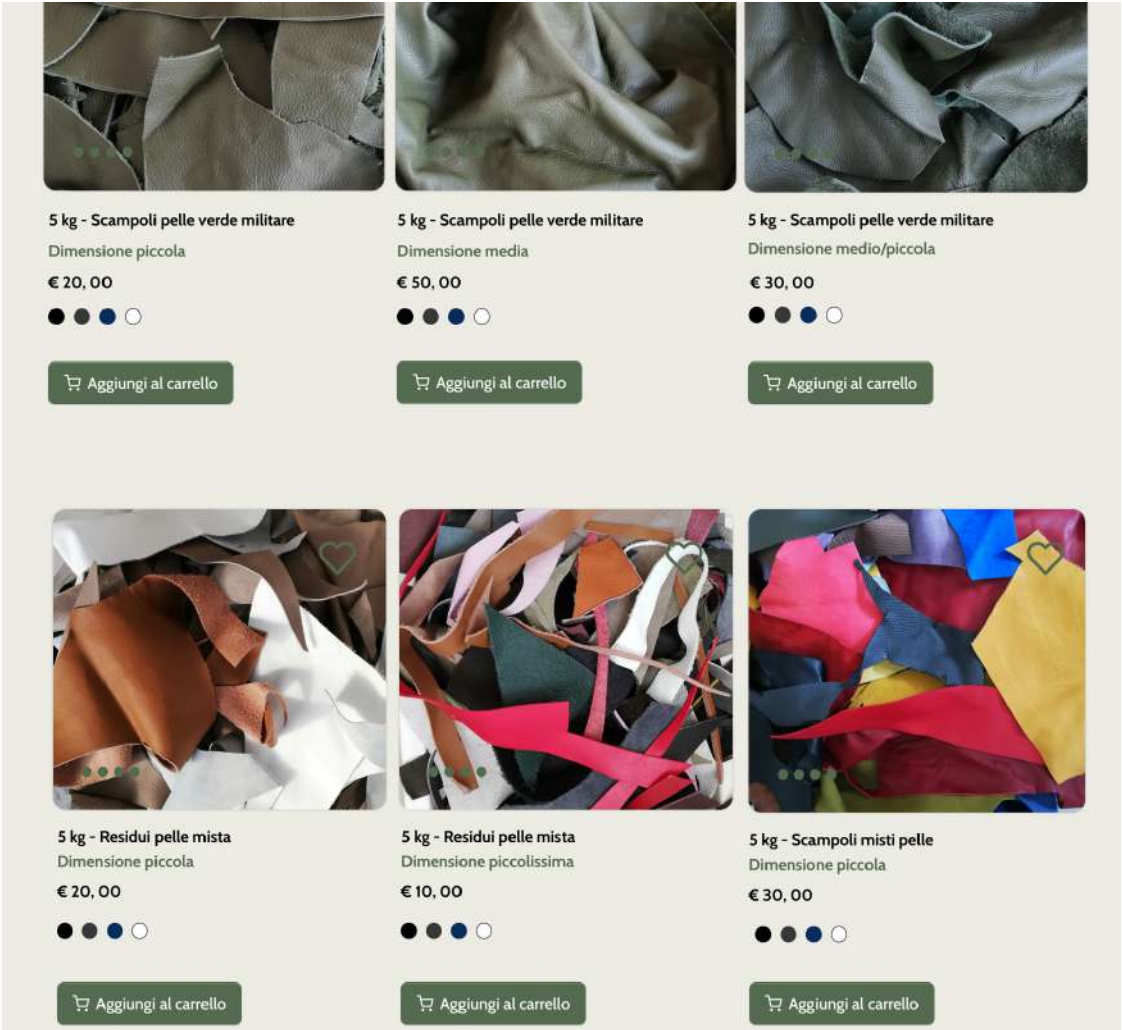 5 kg - Scampoli pelle verde militare
Dimensione piccola
€ 20, 00
Aggiungi al carrello
5 kg - Scampoli pelle verde militare
Dimensione media
€ 50, 00
Aggiungi al carrello
5 kg - Scampoli pelle verde militare
Dimensione medio/piccola
€ 30, 00
Aggiungi al carrello
5 kg - Residui pelle mista
Dimensione piccola
€ 20, 00
Aggiungi al carrello
5 kg - Residui pelle mista
Dimensione piccolissima
€ 10, 00
Aggiungi al carrello
5 kg - Scampoli misti pelle
Dimensione piccola
€ 30, 00
Aggiungi al carrello